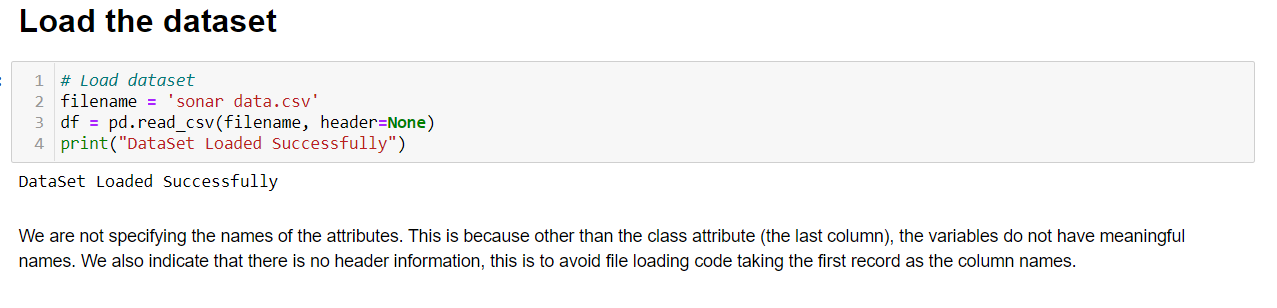 Load the dataset
1 # Load dataset
2 filename = 'sonar data.csv'
3 df = pd.read_csv(filename, header=None)
4 print("DataSet Loaded Successfully")
DataSet Loaded Successfully
We are not specifying the names of the attributes. This is because other than the class attribute (the last column), the variables do not have meaningful
names. We also indicate that there is no header information, this is to avoid file loading code taking the first record as the column names.